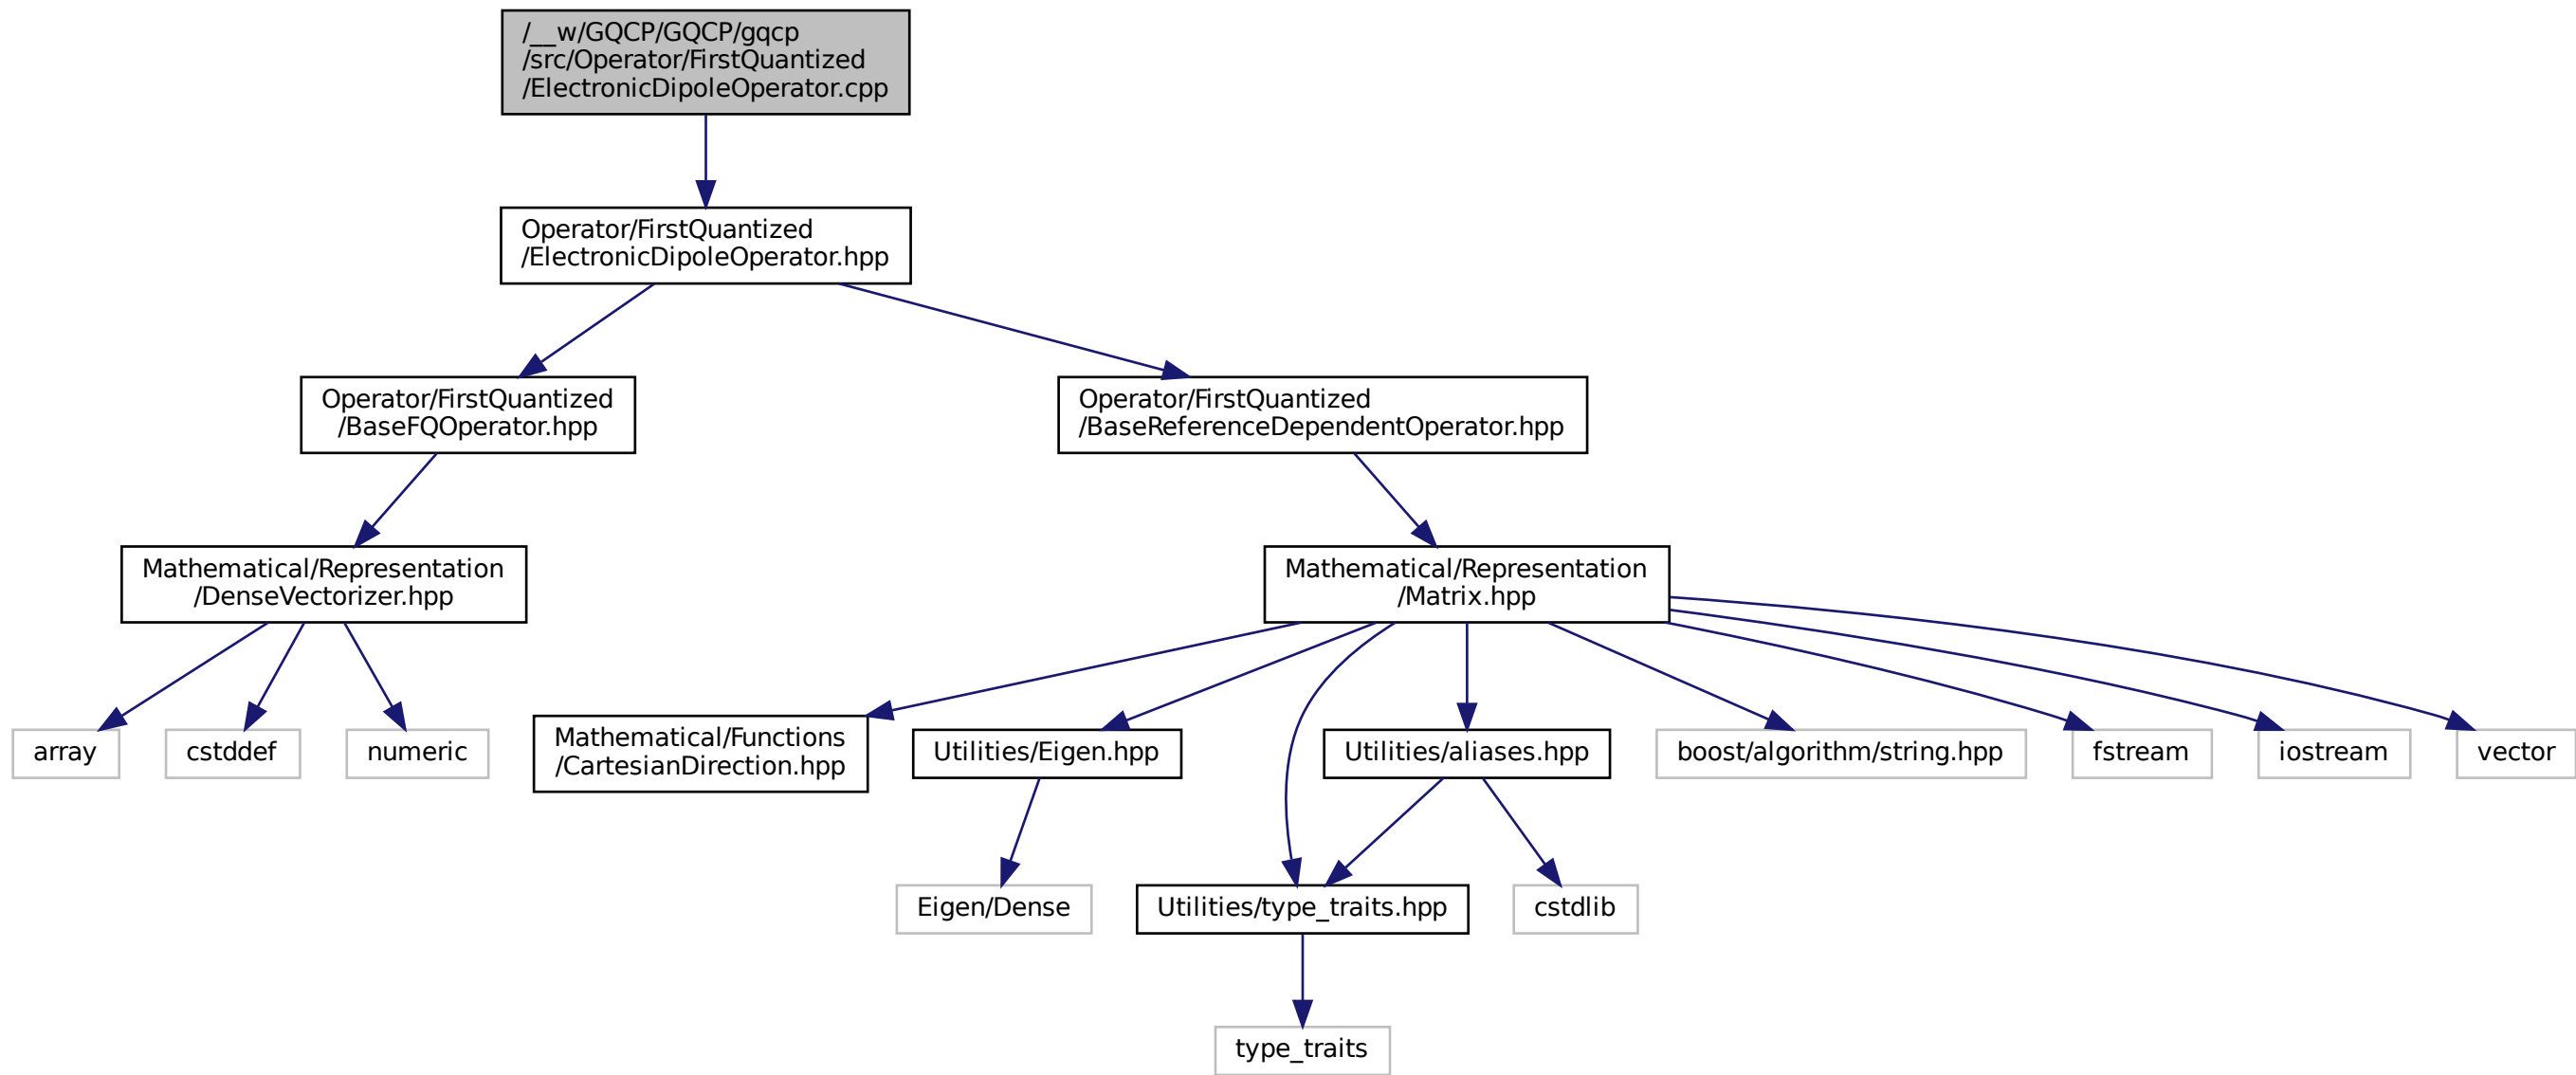 /__w/GQCP/GQCP/gqcp
/src/Operator/FirstQuantized
/ElectronicDipoleOperator.cpp
Operator/FirstQuantized
/ElectronicDipoleOperator.hpp
Operator/FirstQuantized
/BaseFQOperator.hpp
Operator/FirstQuantized
/BaseReferenceDependentOperator.hpp
Mathematical/Representation
/DenseVectorizer.hpp
Mathematical/Representation
/Matrix.hpp
array
cstddef
numeric
Mathematical/Functions
/CartesianDirection.hpp
Utilities/Eigen.hpp
Utilities/aliases.hpp
boost/algorithm/string.hpp
fstream
iostream
vector
Eigen/Dense
Utilities/type_traits.hpp
cstdlib
type_traits